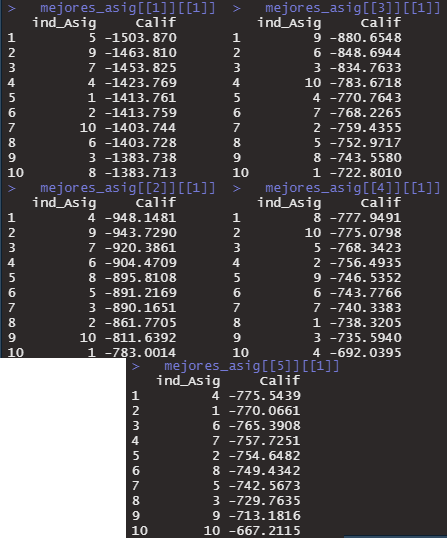 > mejores_asig[[1]][[1]]
ind_Asig Calif
1 5 -1503.870
2 9 -1463.810
3 7 -1453.825
4 4 -1423.769
5 1 -1413.761
6 2 -1413.759
7 10 -1403.744
8 6 -1403.728
9 3 -1383.738
10 8 -1383.713
> mejores_asig[[3]][[1]]
ind_Asig Calif
1 9 -880.6548
2 6 -848.6944
3 3 -834.7633
4 10 -783.6718
5 4 -770.7643
6 7 -768.2265
7 2 -759.4355
8 5 -752.9717
9 8 -743.5580
10 1 -722.8010
> mejores_asig[[2]][[1]]
ind_Asig Calif
1 4 -948.1481
2 9 -943.7290
3 7 -920.3861
4 6 -904.4709
5 8 -895.8108
6 5 -891.2169
7 3 -890.1651
8 2 -861.7705
9 10 -811.6392
10 1 -783.0014
> mejores_asig[[4]][[1]]
ind_Asig Calif
1 8 -777.9491
2 10 -775.0798
3 5 -768.3423
4 2 -756.4935
5 9 -746.5352
6 6 -743.7766
7 7 -740.3383
8 1 -738.3205
9 3 -735.5940
10 4 -692.0395
> mejores_asig[[5]][[1]]
ind_Asig Calif
1 4 -775.5439
2 1 -770.0661
3 6 -765.3908
4 7 -757.7251
5 2 -754.6482
6 8 -749.4342
7 5 -742.5673
8 3 -729.7635
9 9 -713.1816
10 10 -667.2115